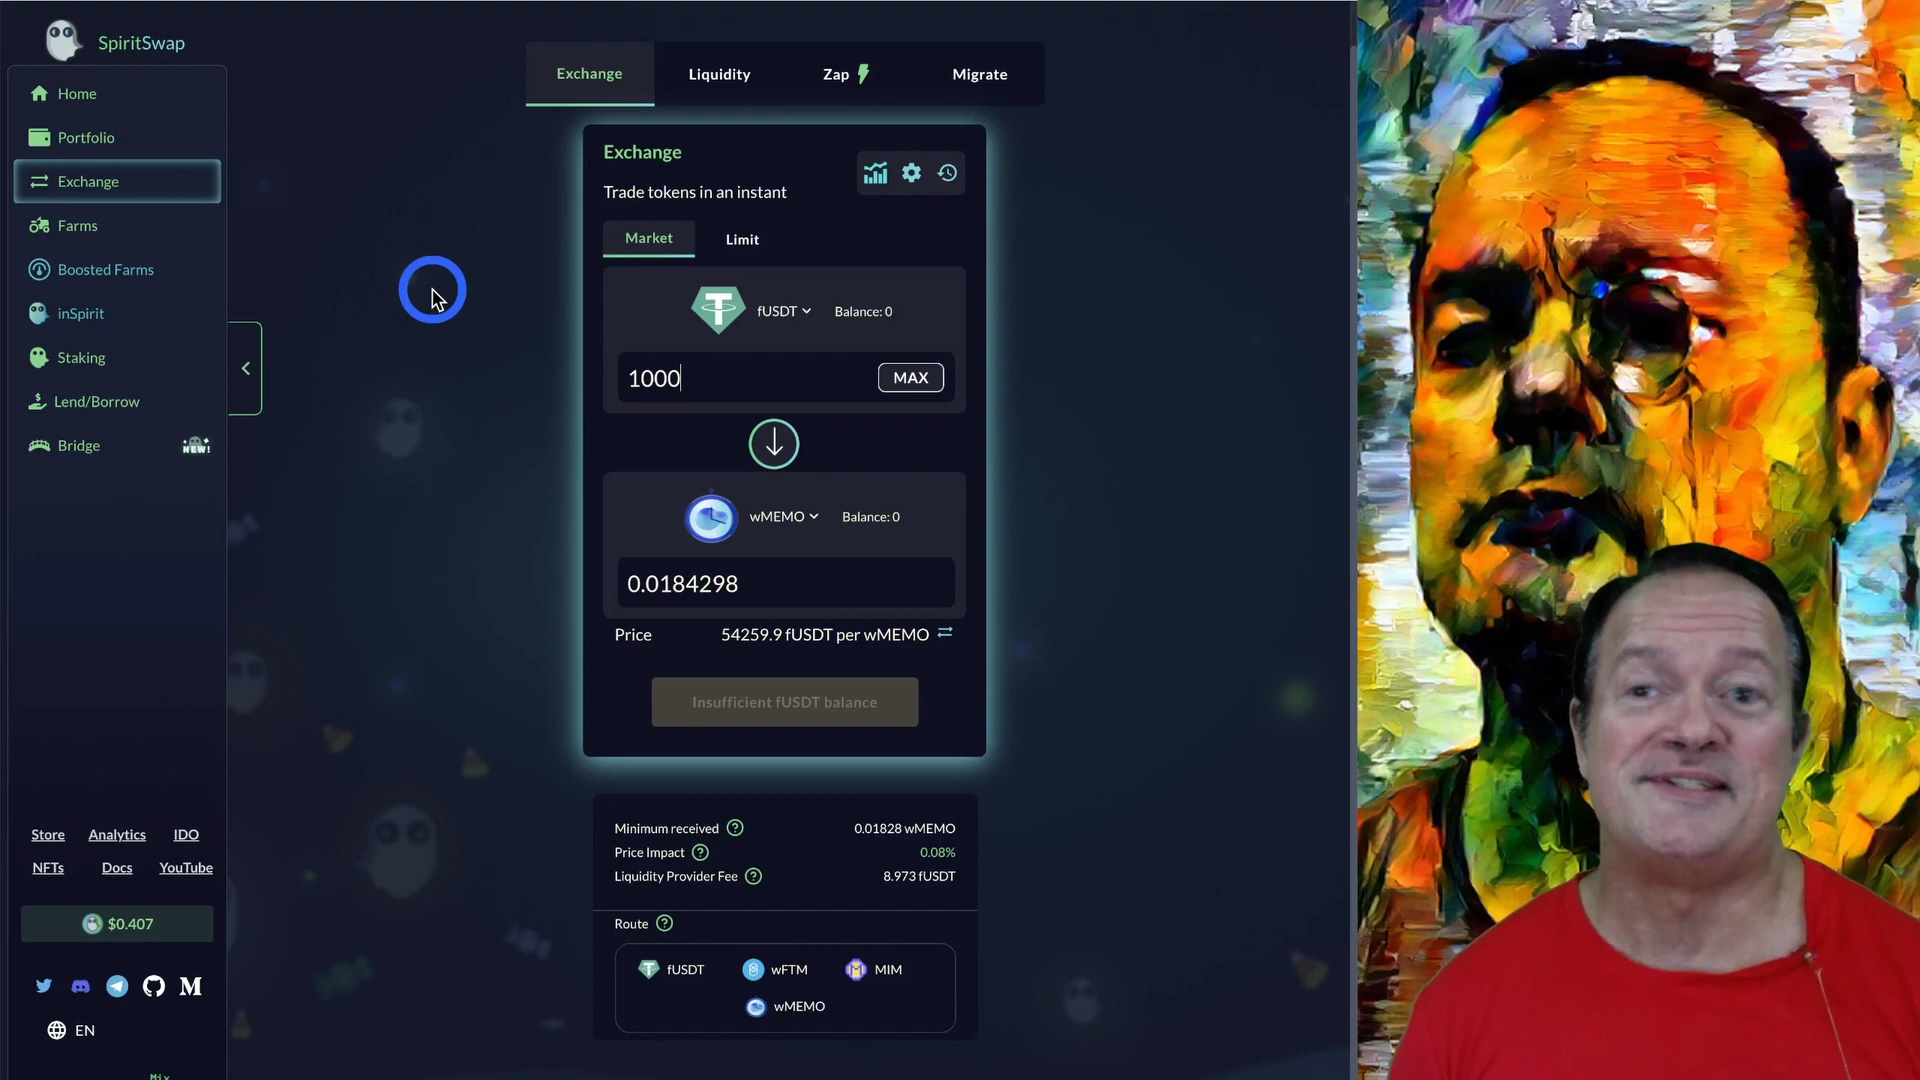 SpiritSwap
Home
Portfolio
Exchange
Farms
Boosted Farms
inSpirit
Staking
Lend/Borrow
Bridge
NEW!
Store Analytics IDO
NFTs Docs YouTube
$0.407
EN
Mix
Exchange Liquidity Zap Migrate
Exchange
Trade tokens in an instant
Market Limit
fUSDT Balance: 0
1000 MAX
wMEMO Balance: 0
0.0184298
Price 54259.9 fUSDT per wMEMO
Insufficient fUSDT balance
Minimum received ? 0.01828 wMEMO
Price Impact ? 0.08%
Liquidity Provider Fee ? 8.973 fUSDT
Route ?
fUSDT wFTM MIM
wMEMO